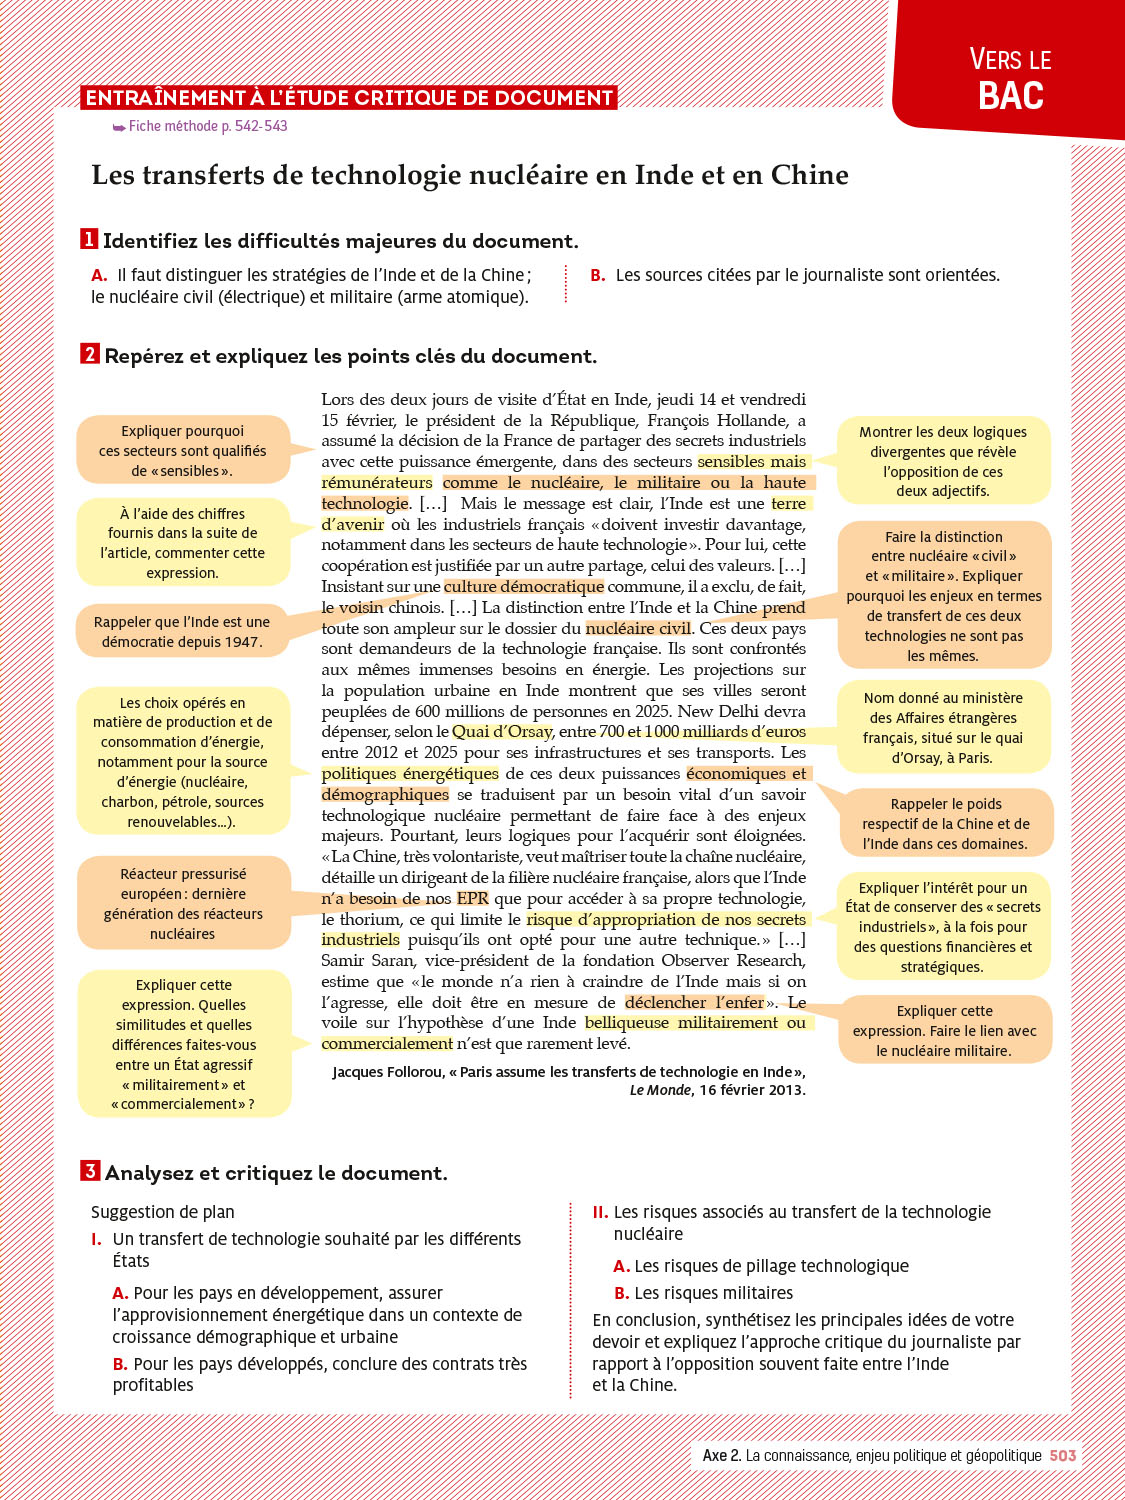 VERS LE
BAC
ENTRAÎNEMENT À L'ÉTUDE CRITIQUE DE DOCUMENT
➥ Fiche méthode p. 542-543
Les transferts de technologie nucléaire en Inde et en Chine
1 Identifiez les difficultés majeures du document.
A. Il faut distinguer les stratégies de l'Inde et de la Chine ;
le nucléaire civil (électrique) et militaire (arme atomique).
B. Les sources citées par le journaliste sont orientées.
2 Repérez et expliquez les points clés du document.
Expliquer pourquoi
ces secteurs sont qualifiés
de « sensibles ».
À l'aide des chiffres
fournis dans la suite de
l'article, commenter cette
expression.
Rappeler que l'Inde est une
démocratie depuis 1947.
Les choix opérés en
matière de production et de
consommation d'énergie,
notamment pour la source
d'énergie (nucléaire,
charbon, pétrole, sources
renouvelables…).
Réacteur pressurisé
européen : dernière
génération des réacteurs
nucléaires
Expliquer cette
expression. Quelles
similitudes et quelles
différences faites-vous
entre un État agressif
« militairement » et
« commercialement » ?
Lors des deux jours de visite d'État en Inde, jeudi 14 et vendredi
15 février, le président de la République, François Hollande, a
assumé la décision de la France de partager des secrets industriels
avec cette puissance émergente, dans des secteurs sensibles mais
rémunérateurs comme le nucléaire, le militaire ou la haute
technologie. […] Mais le message est clair, l'Inde est une terre
d'avenir où les industriels français « doivent investir davantage,
notamment dans les secteurs de haute technologie ». Pour lui, cette
coopération est justifiée par un autre partage, celui des valeurs. […]
Insistant sur une culture démocratique commune, il a exclu, de fait,
le voisin chinois. […] La distinction entre l'Inde et la Chine prend
toute son ampleur sur le dossier du nucléaire civil. Ces deux pays
sont demandeurs de la technologie française. Ils sont confrontés
aux mêmes immenses besoins en énergie. Les projections sur
la population urbaine en Inde montrent que ses villes seront
peuplées de 600 millions de personnes en 2025. New Delhi devra
dépenser, selon le Quai d'Orsay, entre 700 et 1 000 milliards d'euros
entre 2012 et 2025 pour ses infrastructures et ses transports. Les
politiques énergétiques de ces deux puissances économiques et
démographiques se traduisent par un besoin vital d'un savoir
technologique nucléaire permettant de faire face à des enjeux
majeurs. Pourtant, leurs logiques pour l'acquérir sont éloignées.
« La Chine, très volontariste, veut maîtriser toute la chaîne nucléaire,
détaille un dirigeant de la filière nucléaire française, alors que l'Inde
n'a besoin de nos EPR que pour accéder à sa propre technologie,
le thorium, ce qui limite le risque d'appropriation de nos secrets
industriels puisqu'ils ont opté pour une autre technique. » […]
Samir Saran, vice-président de la fondation Observer Research,
estime que « le monde n'a rien à craindre de l'Inde mais si on
l'agresse, elle doit être en mesure de déclencher l'enfer ». Le
voile sur l'hypothèse d'une Inde belliqueuse militairement ou
commercialement n'est que rarement levé.
Jacques Follorou, « Paris assume les transferts de technologie en Inde »,
Le Monde, 16 février 2013.
Montrer les deux logiques
divergentes que révèle
l'opposition de ces
deux adjectifs.
Faire la distinction
entre nucléaire « civil »
et « militaire ». Expliquer
pourquoi les enjeux en termes
de transfert de ces deux
technologies ne sont pas
les mêmes.
Nom donné au ministère
des Affaires étrangères
français, situé sur le quai
d'Orsay, à Paris.
Rappeler le poids
respectif de la Chine et de
l'Inde dans ces domaines.
Expliquer l'intérêt pour un
État de conserver des « secrets
industriels », à la fois pour
des questions financières et
stratégiques.
Expliquer cette
expression. Faire le lien avec
le nucléaire militaire.
3 Analysez et critiquez le document.
Suggestion de plan
I. Un transfert de technologie souhaité par les différents
États
A. Pour les pays en développement, assurer
l'approvisionnement énergétique dans un contexte de
croissance démographique et urbaine
B. Pour les pays développés, conclure des contrats très
profitables
II. Les risques associés au transfert de la technologie
nucléaire
A. Les risques de pillage technologique
B. Les risques militaires
En conclusion, synthétisez les principales idées de votre
devoir et expliquez l'approche critique du journaliste par
rapport à l'opposition souvent faite entre l'Inde
et la Chine.
Axe 2. La connaissance, enjeu politique et géopolitique 503